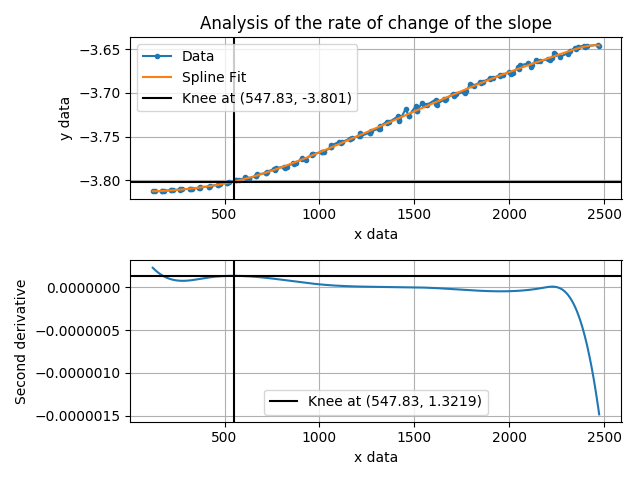 Analysis of the rate of change of the slope
Data
Spline Fit
Knee at (547.83, -3.801)
y data
−3.65
−3.70
−3.75
−3.80
500
1000
1500
2000
2500
x data
Second derivative
0.0000000
−0.0000005
−0.0000010
−0.0000015
Knee at (547.83, 1.3219)
500
1000
1500
2000
2500
x data